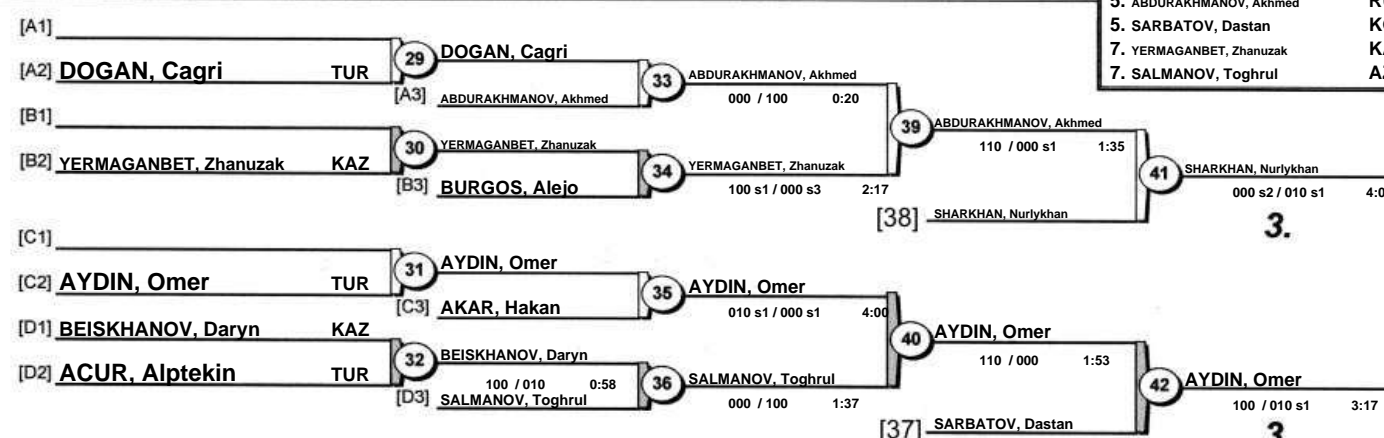 5. ABDURAKHMANOV, Akhmed
5. SARBATOV, Dastan
7. YERMAGANBET, Zhanuzak
7. SALMANOV, Toghrul
[A1]
[A2] DOGAN, Cagri TUR
29
DOGAN, Cagri
[A3] ABDURAKHMANOV, Akhmed
33
ABDURAKHMANOV, Akhmed
000 / 100 0:20
[B1]
[B2] YERMAGANBET, Zhanuzak KAZ
30
YERMAGANBET, Zhanuzak
[B3] BURGOS, Alejo
34
YERMAGANBET, Zhanuzak
100 s1 / 000 s3 2:17
39
ABDURAKHMANOV, Akhmed
110 / 000 s1 1:35
[38] SHARKHAN, Nurlykhan
41
SHARKHAN, Nurlykhan
000 s2 / 010 s1
3.
[C1]
[C2] AYDIN, Omer TUR
31
AYDIN, Omer
[C3] AKAR, Hakan
35
AYDIN, Omer
010 s1 / 000 s1 4:00
[D1] BEISKHANOV, Daryn KAZ
[D2] ACUR, Alptekin TUR
32
BEISKHANOV, Daryn
100 / 010 0:58
[D3] SALMANOV, Toghrul
36
SALMANOV, Toghrul
000 / 100 1:37
40
AYDIN, Omer
110 / 000 1:53
[37] SARBATOV, Dastan
42
AYDIN, Omer
100 / 010 s1 3:17
3.